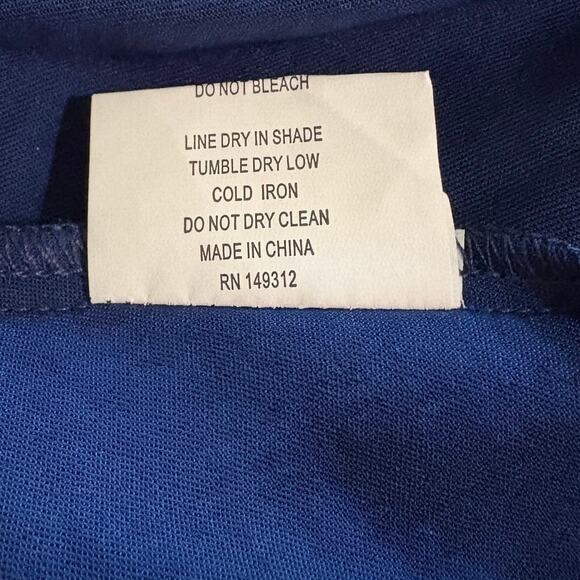 DO NOT BLEACH
LINE DRY IN SHADE
TUMBLE DRY LOW
COLD IRON
DO NOT DRY CLEAN
MADE IN CHINA
RN 149312